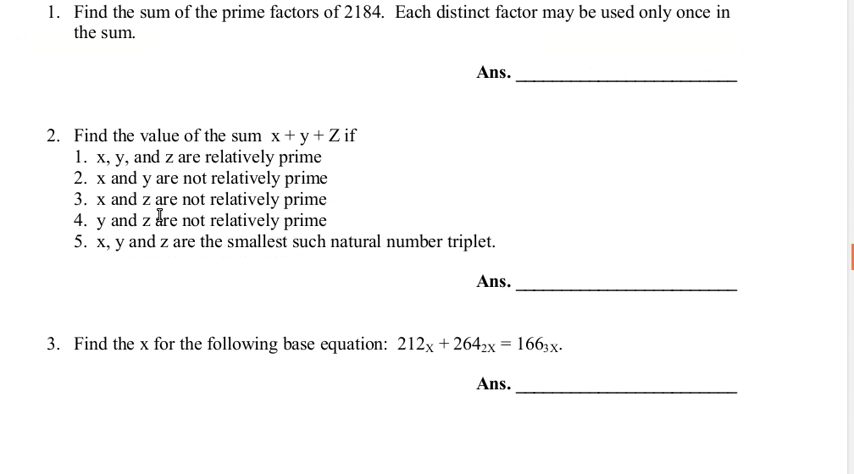 1. Find the sum of the prime factors of 2184. Each distinct factor may be used only once in
the sum.
Ans. ________________________
2. Find the value of the sum x + y + Z if
1. x, y, and z are relatively prime
2. x and y are not relatively prime
3. x and z are not relatively prime
4. y and z are not relatively prime
5. x, y and z are the smallest such natural number triplet.
Ans. ________________________
3. Find the x for the following base equation: 212X + 2642X = 1663X.
Ans. ________________________